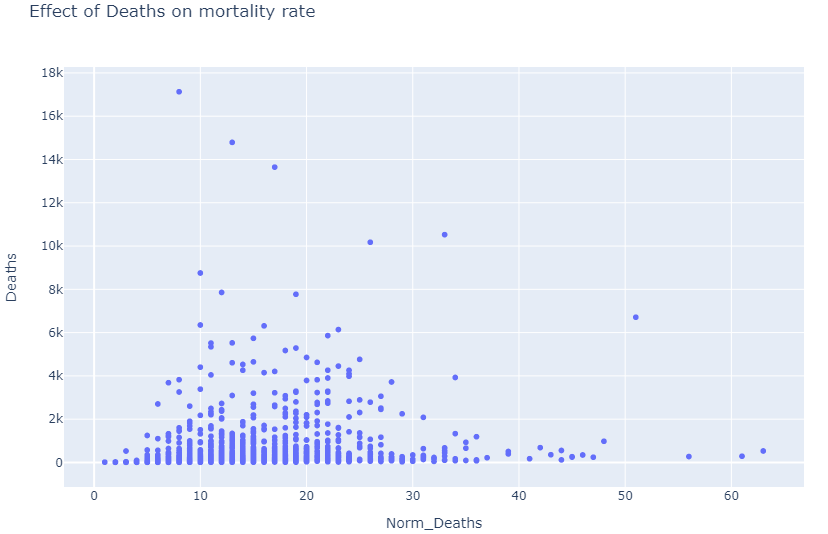 Effect of Deaths on mortality rate
18k
16k
14k
12k
10k
8k
6k
4k
2k
0
Deaths
0 10 20 30 40 50 60
Norm_Deaths